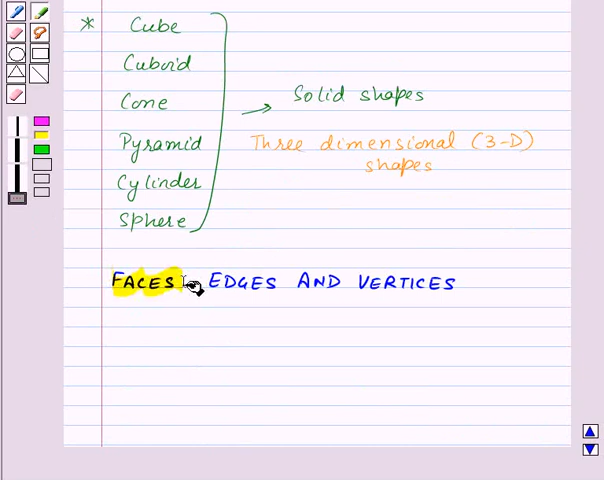 * Cube
Cuboid
Cone
Pyramid
Cylinder
Sphere
→ Solid shapes
Three dimensional (3-D)
shapes
FACES, EDGES AND VERTICES